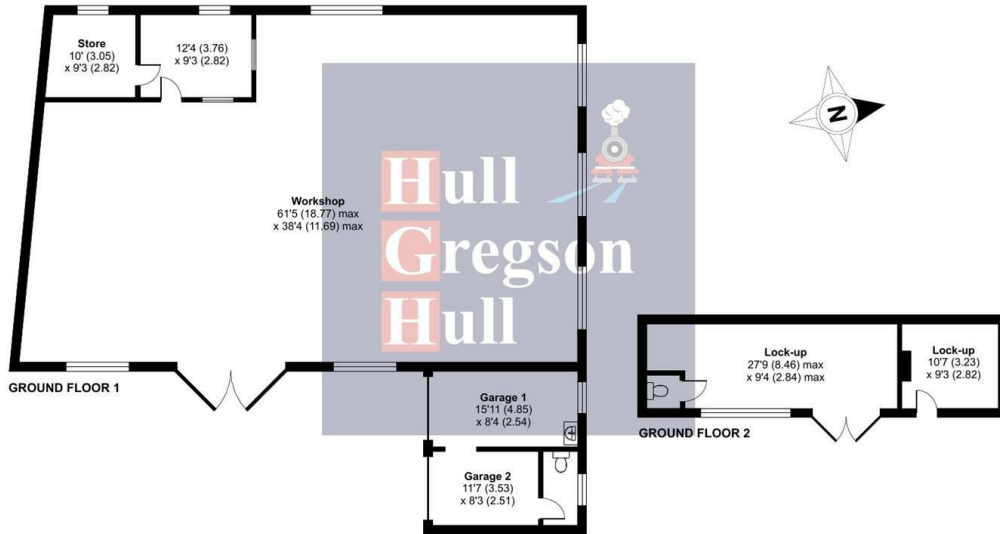 Store
10' (3.05)
x 9'3 (2.82)
12'4 (3.76)
x 9'3 (2.82)
N
Workshop
61'5 (18.77) max
x 38'4 (11.69) max
Hull
Gregson
Hull
GROUND FLOOR 1
Garage 1
15'11 (4.85)
x 8'4 (2.54)
Garage 2
11'7 (3.53)
x 8'3 (2.51)
Lock-up
27'9 (8.46) max
x 9'4 (2.84) max
Lock-up
10'7 (3.23)
x 9'3 (2.82)
GROUND FLOOR 2